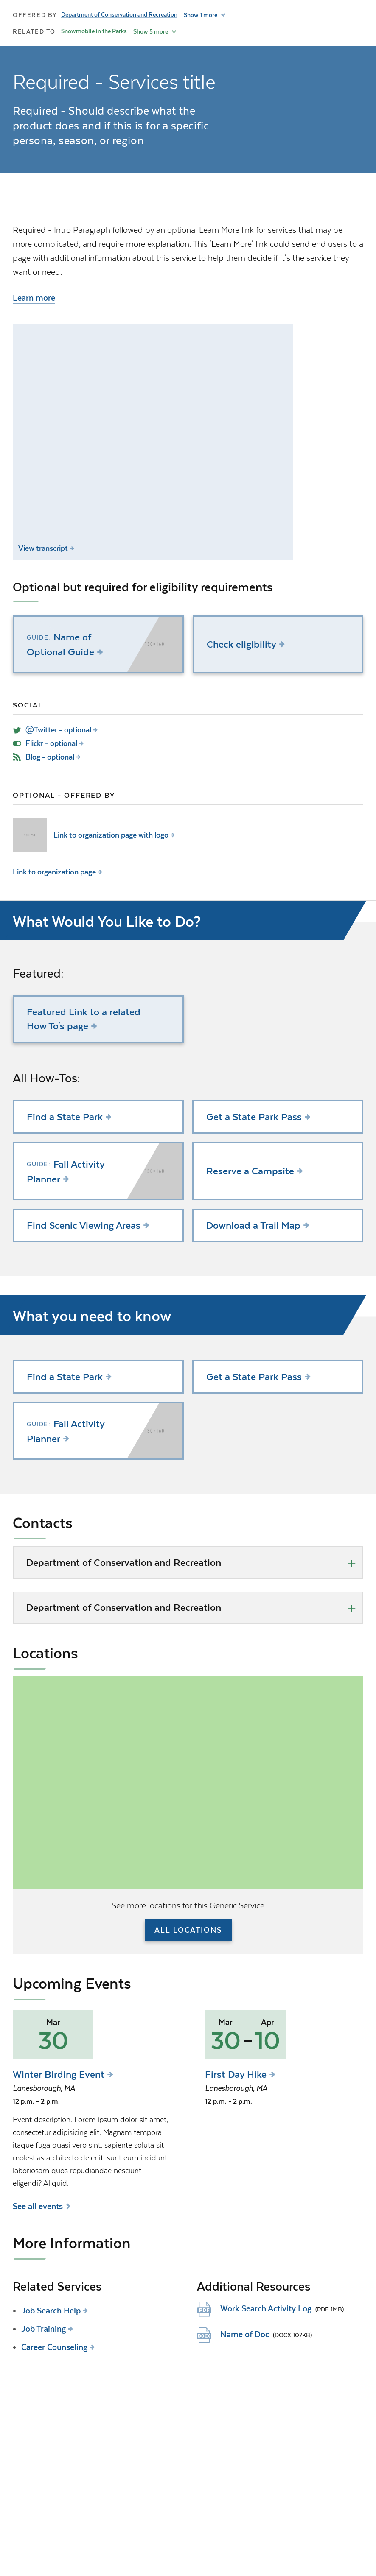 OFFERED BY Department of Conservation and Recreation Show 1 more
RELATED TO Snowmobile in the Parks Show 5 more
Required - Services title
Required - Should describe what the
product does and if this is for a specific
persona, season, or region
Required - Intro Paragraph followed by an optional Learn More link for services that may be
more complicated, and require more explanation. This 'Learn More' link could send end users to a
page with additional information about this service to help them decide if it's the service they
want or need.
Learn more
View transcript
Optional but required for eligibility requirements
GUIDE: Name of
Optional Guide
Check eligibility
SOCIAL
@Twitter - optional
Flickr - optional
Blog - optional
OPTIONAL - OFFERED BY
Link to organization page with logo
Link to organization page
What Would You Like to Do?
Featured:
Featured Link to a related
How To's page
All How-Tos:
Find a State Park
Get a State Park Pass
GUIDE: Fall Activity
Planner
Reserve a Campsite
Find Scenic Viewing Areas
Download a Trail Map
What you need to know
Find a State Park
Get a State Park Pass
GUIDE: Fall Activity
Planner
Contacts
Department of Conservation and Recreation
Department of Conservation and Recreation
Locations
See more locations for this Generic Service
ALL LOCATIONS
Upcoming Events
Mar
30
Winter Birding Event
Lanesborough, MA
12 p.m. - 2 p.m.
Event description. Lorem ipsum dolor sit amet,
consectetur adipisicing elit. Magnam tempora
itaque fuga quasi vero sint, sapiente soluta sit
molestias architecto deleniti sunt eum incidunt
laboriosam quos repudiandae nesciunt
eligendi? Aliquid.
Mar Apr
30-10
First Day Hike
Lanesborough, MA
12 p.m. - 2 p.m.
See all events
More Information
Related Services
Job Search Help
Job Training
Career Counseling
Additional Resources
PDF Work Search Activity Log (PDF 1MB)
DOCX Name of Doc (DOCX 107KB)